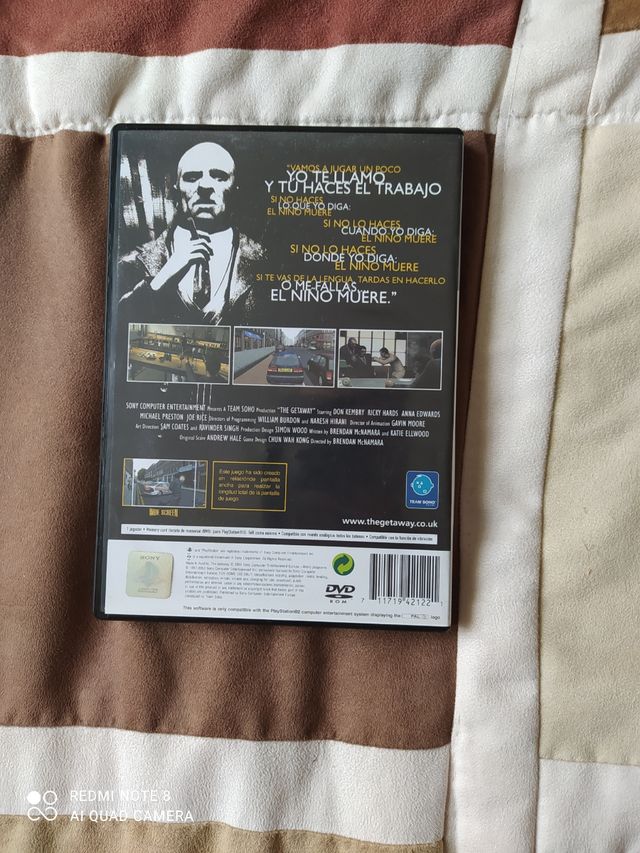 "VAMOS A JUGAR UN POCO
YO TE LLAMO
Y TÚ HACES EL TRABAJO
SI NO HACES
LO QUE YO DIGA:
EL NIÑO MUERE
SI NO LO HACES
CUANDO YO DIGA:
EL NIÑO MUERE
SI NO LO HACES
DONDE YO DIGA:
EL NIÑO MUERE
SI TE VAS DE LA LENGUA, TARDAS EN HACERLO
O ME FALLAS...
EL NIÑO MUERE."
SONY COMPUTER ENTERTAINMENT Presents A TEAM SOHO Production "THE GETAWAY" Starring DON KEMBRY RICKY HARDS ANNA EDWARDS
MICHAEL PRESTON JOE RICE Directors of Programming WILLIAM BURDON and NARESH HIRANI Director of Animation GAVIN MOORE
Art Direction SAM COATES and RAVINDER SINGH Production Design SIMON WOOD Written by BRENDAN McNAMARA and KATIE ELLWOOD
Original Score ANDREW HALE Game Design CHUN WAH KONG Directed by BRENDAN McNAMARA
Este juego ha sido creado
en relación de pantalla
ancha para realzar la
longitud total de la pantalla
de juego.
WIDE SCREEN
TEAM SOHO
www.thegetaway.co.uk
1 jugador
SONY
DVD
ROM
7 11719 42122 1
This software is only compatible with the PlayStation®2 computer entertainment system displaying the PAL logo
REDMI NOTE 8
AI QUAD CAMERA